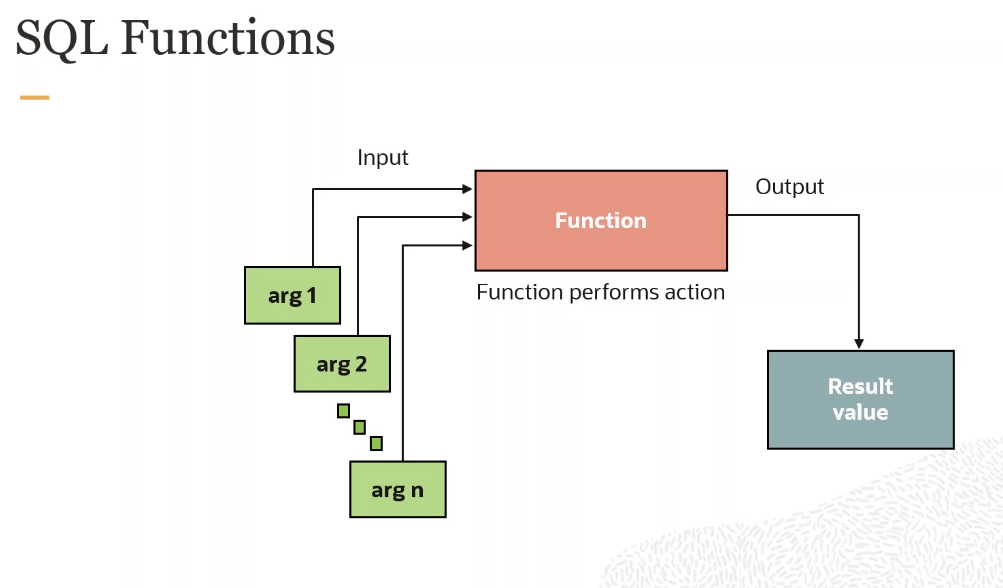 SQL Functions
Input
Output
Function
Function performs action
arg 1
arg 2
arg n
Result
value